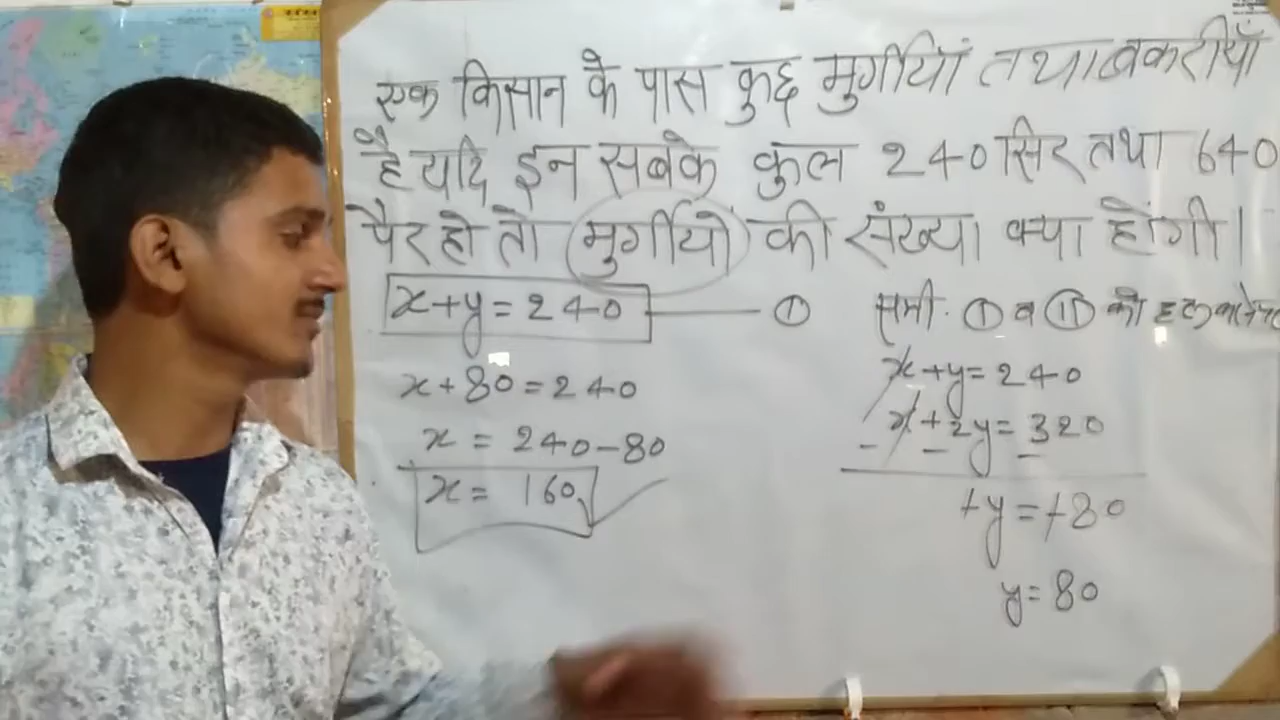 एक किसान के पास कुछ मुर्गीयां तथा बकरीयाँ
है यदि इन सबके कुल 240 सिर तथा 640
पैर हो तो मुर्गीयों की संख्या क्या होंगी।
x+y=240 ①
x+80=240
x = 240-80
x = 160
समी. ① व ⑪ को हल
x+y=240
x+2y=320
- - -
+y=+80
y=80